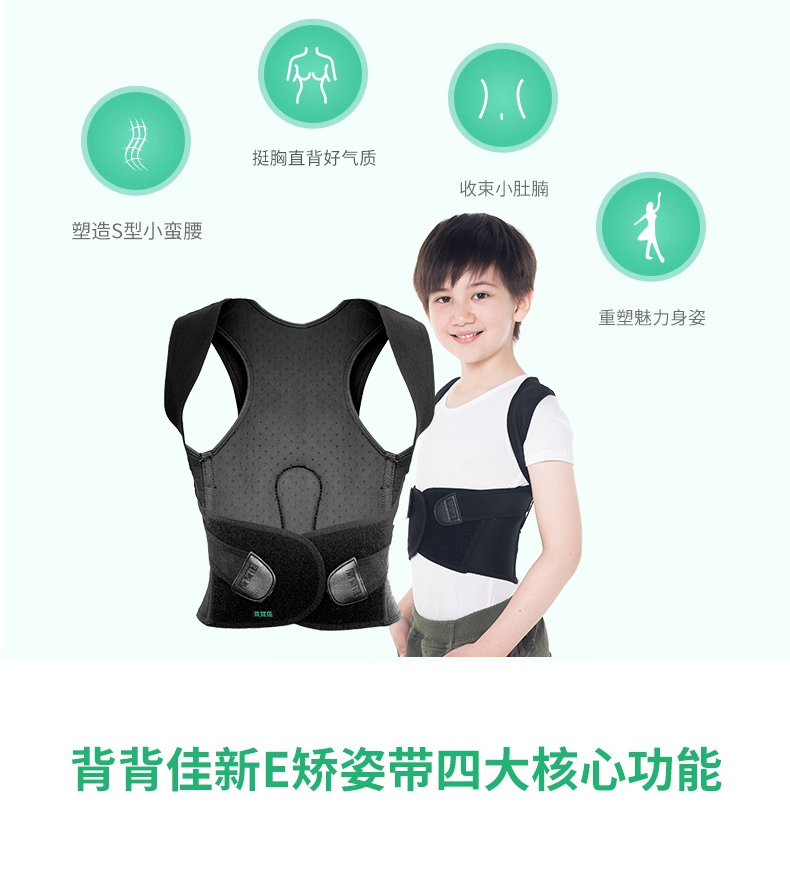 挺胸直背好气质
收束小肚腩
塑造S型小蛮腰
重塑魅力身姿
背背佳新E矫姿带四大核心功能